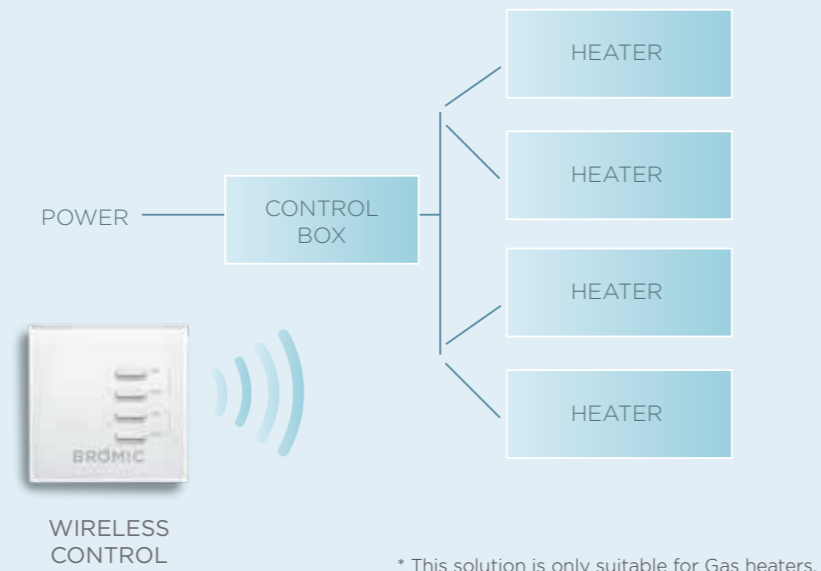 HEATER
HEATER
POWER
CONTROL
BOX
HEATER
HEATER
BROMIC
WIRELESS
CONTROL
* This solution is only suitable for Gas heaters.